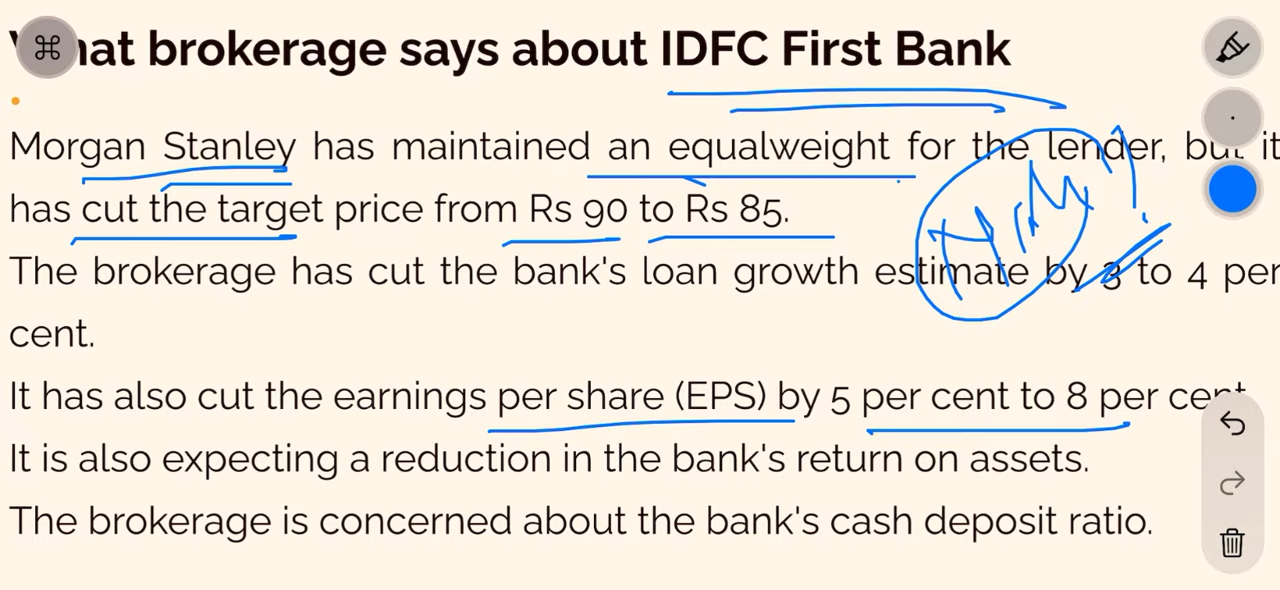 What brokerage says about IDFC First Bank
Morgan Stanley has maintained an equalweight for the lender, but it
has cut the target price from Rs 90 to Rs 85.
The brokerage has cut the bank's loan growth estimate by 3 to 4 per
cent.
It has also cut the earnings per share (EPS) by 5 per cent to 8 per cent
It is also expecting a reduction in the bank's return on assets.
The brokerage is concerned about the bank's cash deposit ratio.